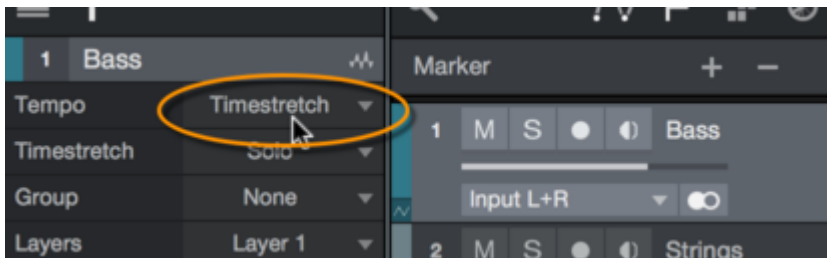 1 Bass
Tempo Timestretch
Timestretch Solo
Group None
Layers Layer 1
Marker + −
1 M S Bass
Input L+R
2 M S Strings